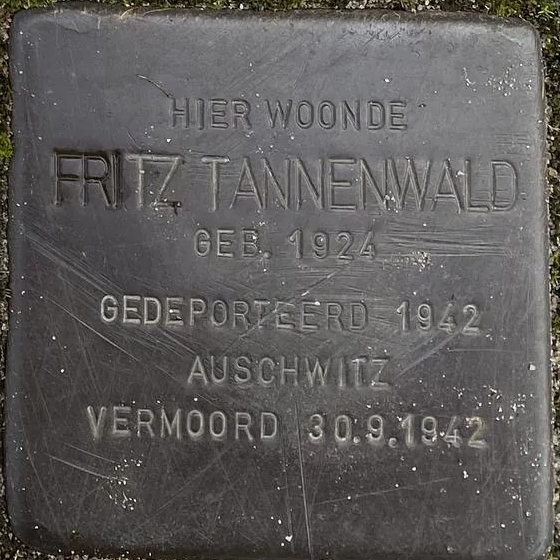 HIER WOONDE
FRITZ TANNENWALD
GEB. 1924
GEDEPORTEERD 1942
AUSCHWITZ
VERMOORD 30.9.1942